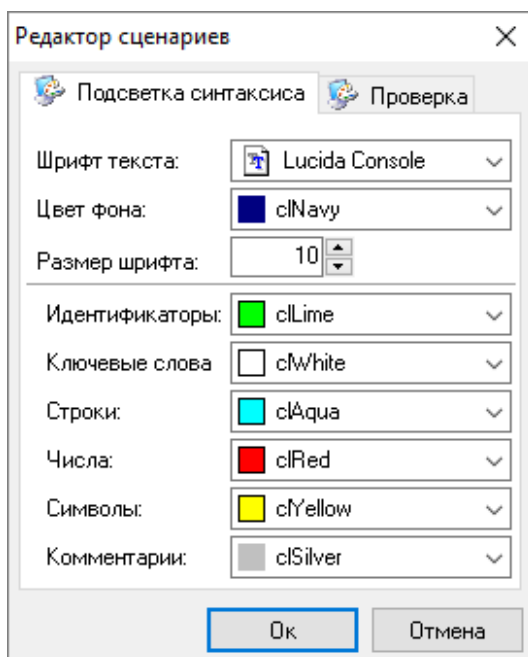 Редактор сценариев
Подсветка синтаксиса Проверка
Шрифт текста: Lucida Console
Цвет фона: clNavy
Размер шрифта: 10
Идентификаторы: clLime
Ключевые слова clWhite
Строки: clAqua
Числа: clRed
Символы: clYellow
Комментарии: clSilver
Ок Отмена